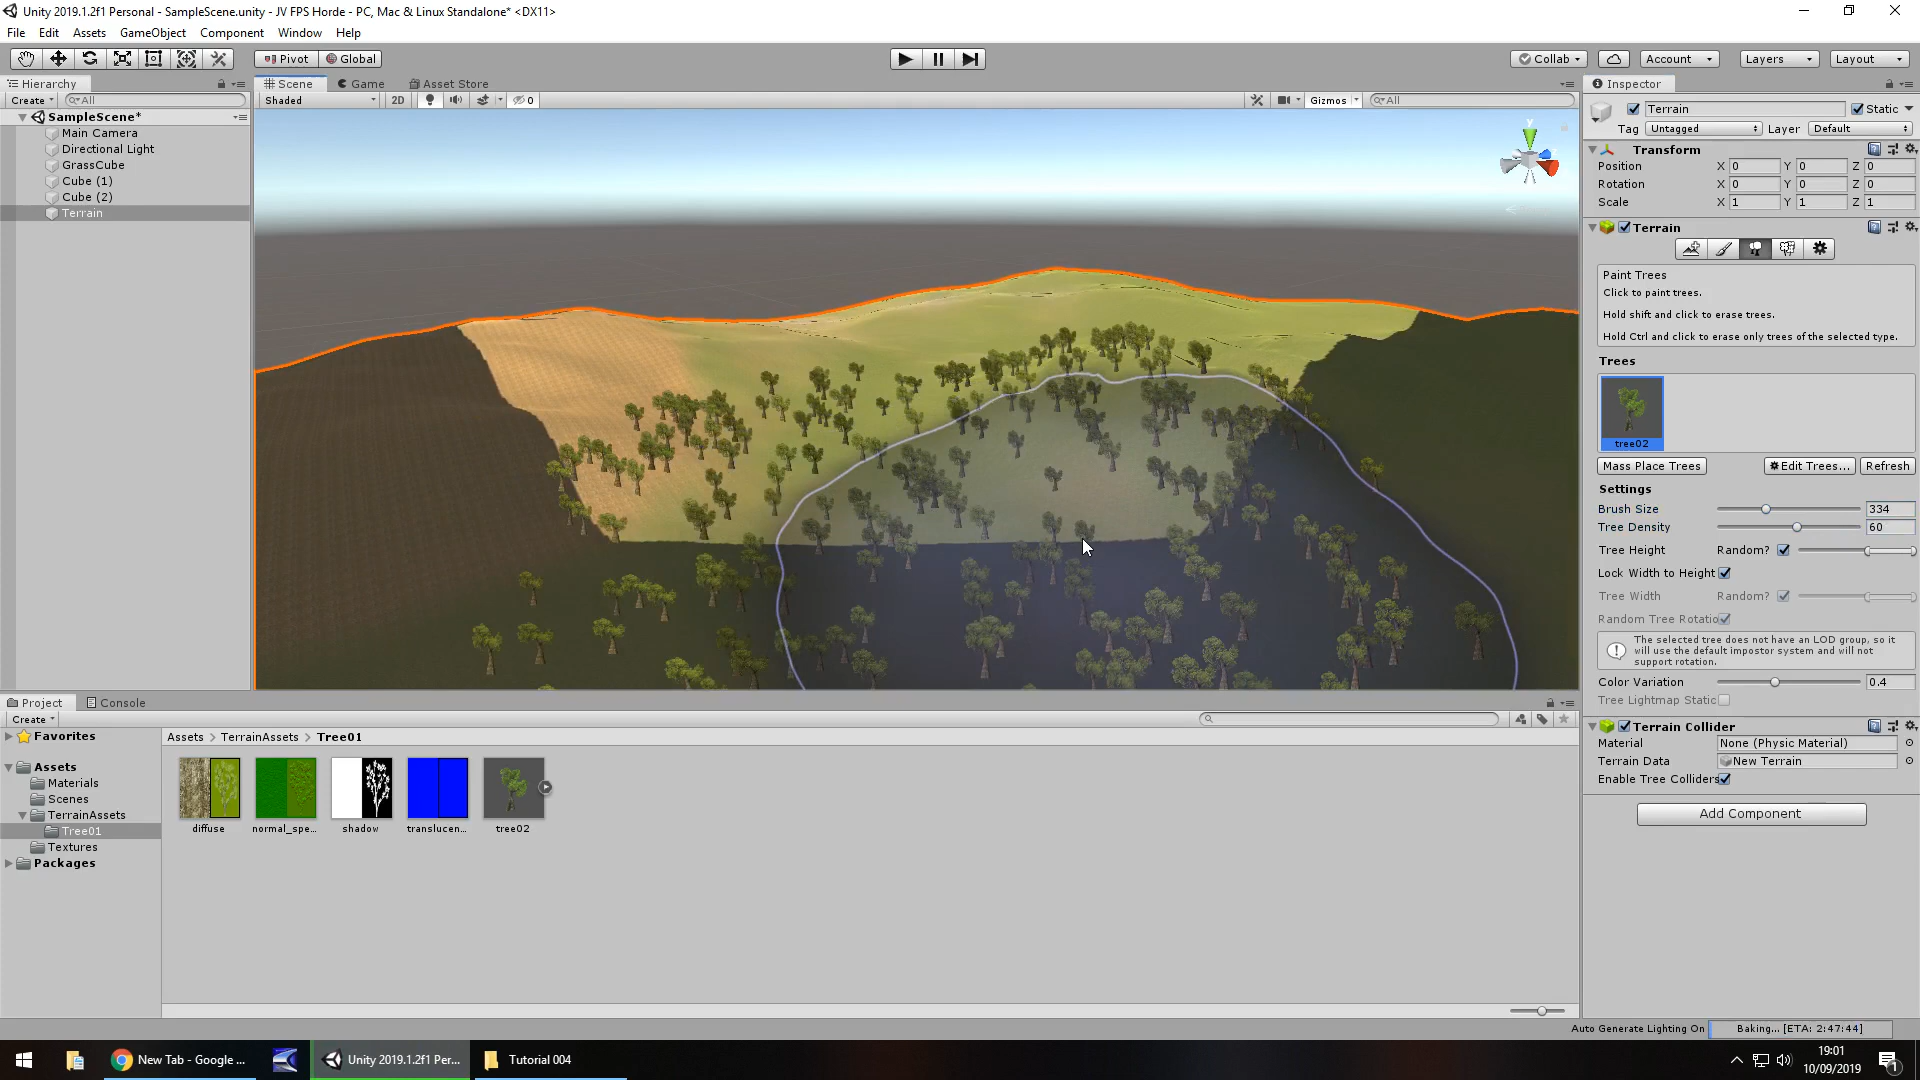 Unity 2019.1.2f1 Personal - SampleScene.unity - JV FPS Horde - PC, Mac & Linux Standalone* <DX11>
File Edit Assets GameObject Component Window Help
Pivot Global Collab Account Layers Layout
Hierarchy
Create All
SampleScene*
Main Camera
Directional Light
GrassCube
Cube (1)
Cube (2)
Terrain
Scene Game Asset Store
Shaded 2D 0 Gizmos All
y
Inspector
Terrain Static
Tag Untagged Layer Default
Transform
Position X 0 Y 0 Z 0
Rotation X 0 Y 0 Z 0
Scale X 1 Y 1 Z 1
Terrain
Paint Trees
Click to paint trees.
Hold shift and click to erase trees.
Hold Ctrl and click to erase only trees of the selected type.
Trees
tree02
Mass Place Trees Edit Trees... Refresh
Settings
Brush Size 334
Tree Density 60
Tree Height Random?
Lock Width to Height
Tree Width Random?
Random Tree Rotatio
The selected tree does not have an LOD group, so it
will use the default impostor system and will not
support rotation.
Color Variation 0.4
Tree Lightmap Static
Terrain Collider
Material None (Physic Material)
Terrain Data New Terrain
Enable Tree Colliders
Add Component
Project Console
Create
Favorites
Assets
Materials
Scenes
TerrainAssets
Tree01
Textures
Packages
Assets > TerrainAssets > Tree01
diffuse normal_spe... shadow translucen... tree02
Auto Generate Lighting On Baking... [ETA: 2:47:44]
New Tab - Google ... Unity 2019.1.2f1 Per... Tutorial 004
19:01
10/09/2019
1